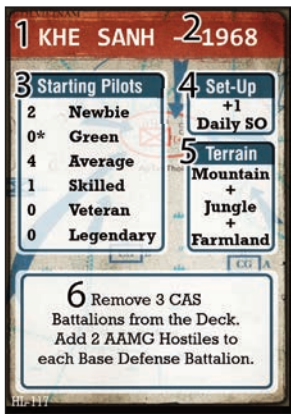 1 KHE SANH - 2 1968
3 Starting Pilots
2 Newbie
0* Green
4 Average
1 Skilled
0 Veteran
0 Legendary
4 Set-Up
+1
Daily SO
5 Terrain
Mountain
+
Jungle
+
Farmland
6 Remove 3 CAS
Battalions from the Deck.
Add 2 AAMG Hostiles to
each Base Defense Battalion.
CG A
HL-117